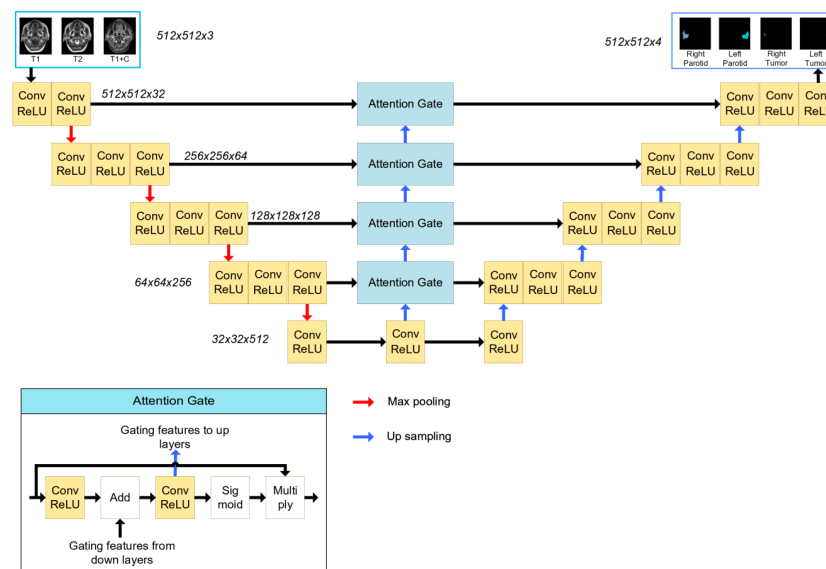 T1
T2
T1+C
512x512x3
512x512x4
Right
Parotid
Left
Parotid
Right
Tumor
Left
Tumor
Conv
ReLU
Conv
ReLU
512x512x32
Attention Gate
Conv
ReLU
Conv
ReLU
Conv
ReLU
Conv
ReLU
Conv
ReLU
Conv
ReLU
256x256x64
Attention Gate
Conv
ReLU
Conv
ReLU
Conv
ReLU
Conv
ReLU
Conv
ReLU
Conv
ReLU
128x128x128
Attention Gate
Conv
ReLU
Conv
ReLU
Conv
ReLU
64x64x256
Conv
ReLU
Conv
ReLU
Conv
ReLU
Attention Gate
Conv
ReLU
Conv
ReLU
Conv
ReLU
32x32x512
Conv
ReLU
Conv
ReLU
Conv
ReLU
Attention Gate
Gating features to up
layers
Conv
ReLU
Add
Conv
ReLU
Sig
moid
Multi
ply
Gating features from
down layers
Max pooling
Up sampling